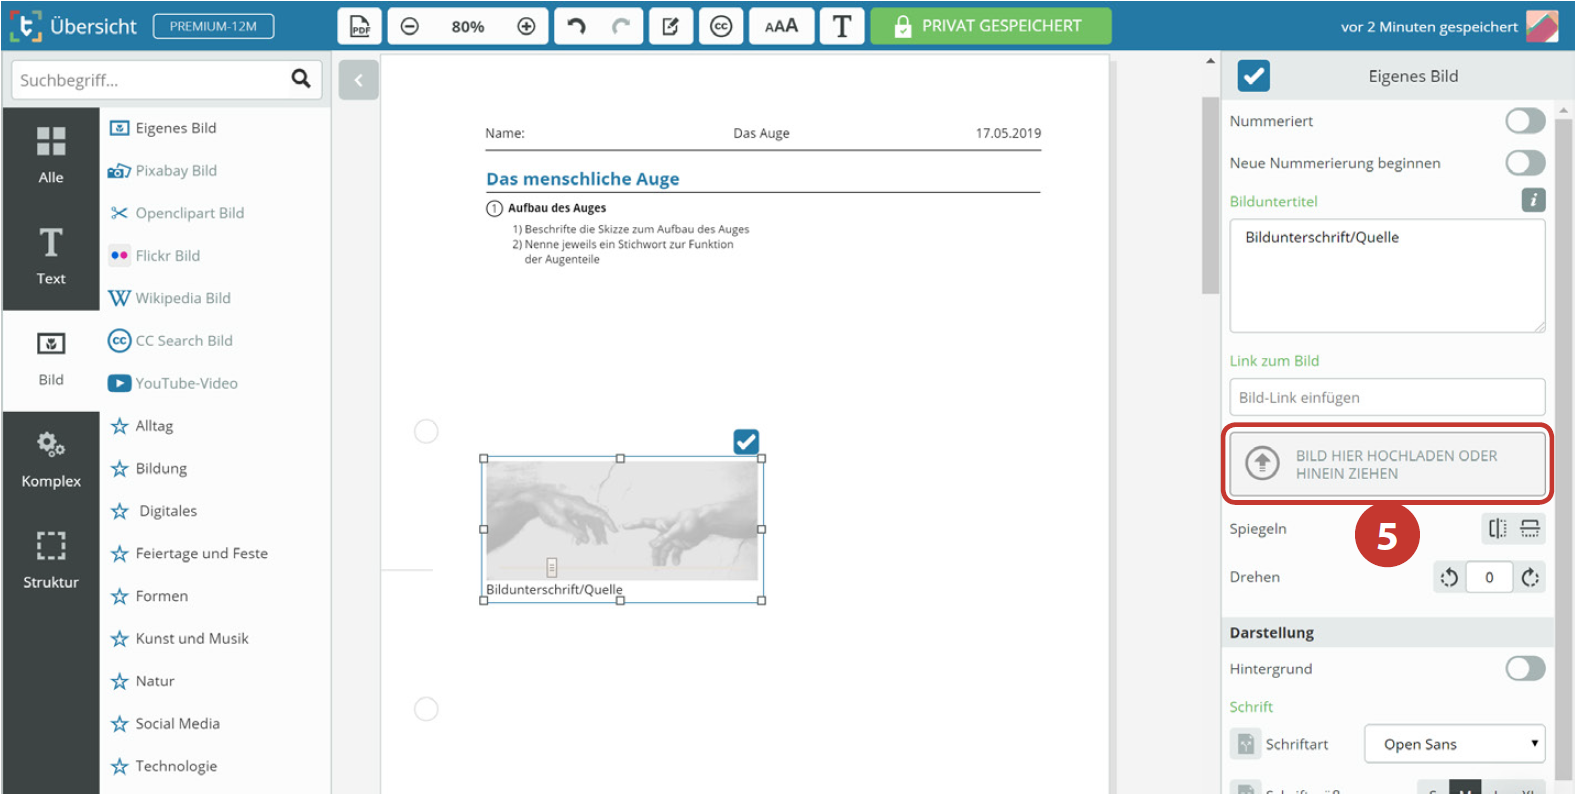 Übersicht
PREMIUM-12M
PDF
80%
cc
AAA
T
PRIVAT GESPEICHERT
vor 2 Minuten gespeichert
Suchbegriff...
Alle
Text
Bild
Komplex
Struktur
Eigenes Bild
Pixabay Bild
Openclipart Bild
Flickr Bild
Wikipedia Bild
CC Search Bild
YouTube-Video
Alltag
Bildung
Digitales
Feiertage und Feste
Formen
Kunst und Musik
Natur
Social Media
Technologie
Name: Das Auge 17.05.2019
Das menschliche Auge
1 Aufbau des Auges
1) Beschrifte die Skizze zum Aufbau des Auges
2) Nenne jeweils ein Stichwort zur Funktion
der Augenteile
Bildunterschrift/Quelle
Eigenes Bild
Nummeriert
Neue Nummerierung beginnen
Bilduntertitel
i
Bildunterschrift/Quelle
Link zum Bild
Bild-Link einfügen
BILD HIER HOCHLADEN ODER
HINEIN ZIEHEN
5
Spiegeln
Drehen 0
Darstellung
Hintergrund
Schrift
Schriftart Open Sans